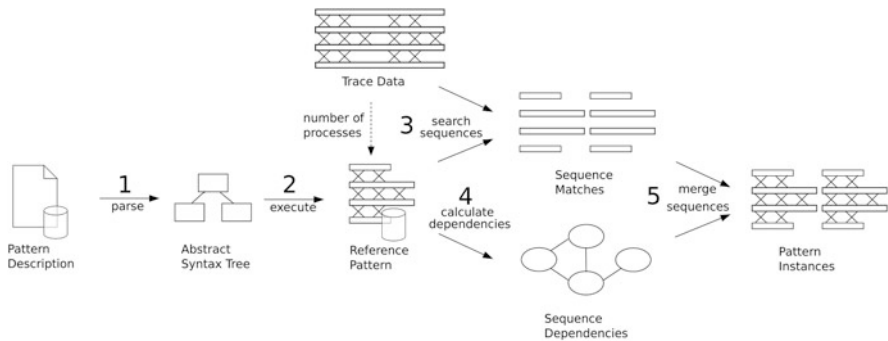 Trace Data
number of
processes
3
search
sequences
1
parse
2
execute
4
calculate
dependencies
Sequence
Matches
5
merge
sequences
Pattern
Description
Abstract
Syntax Tree
Reference
Pattern
Pattern
Instances
Sequence
Dependencies